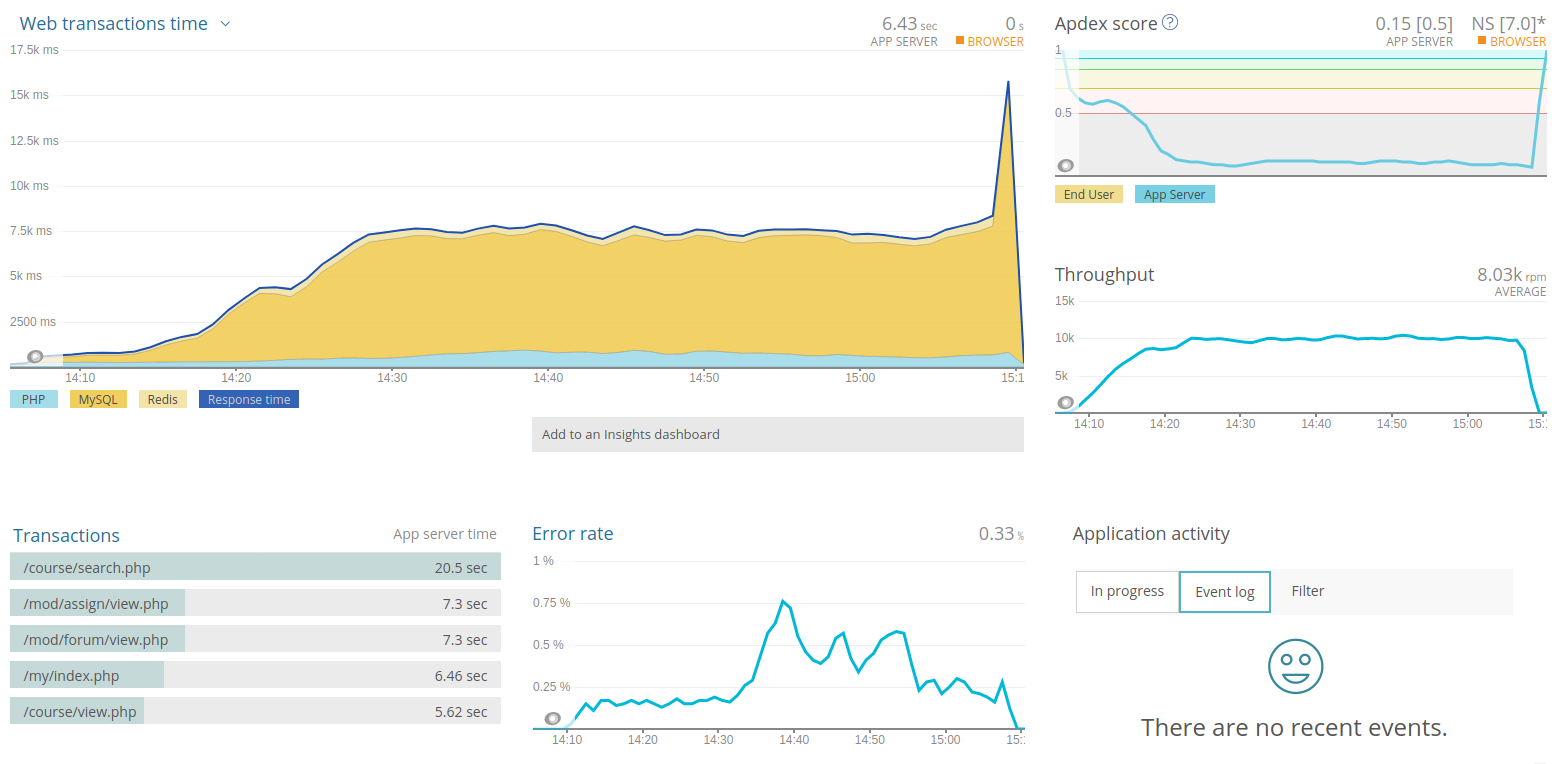 Web transactions time
6.43 sec
APP SERVER
0 s
BROWSER
17.5k ms
15k ms
12.5k ms
10k ms
7.5k ms
5k ms
2500 ms
14:10 14:20 14:30 14:40 14:50 15:00 15:1
PHP MySQL Redis Response time
Add to an Insights dashboard
Apdex score ?
0.15 [0.5]
APP SERVER
NS [7.0]*
BROWSER
1
0.5
End User App Server
Throughput
8.03k rpm
AVERAGE
15k
10k
5k
14:10 14:20 14:30 14:40 14:50 15:00 15:
Transactions App server time
/course/search.php 20.5 sec
/mod/assign/view.php 7.3 sec
/mod/forum/view.php 7.3 sec
/my/index.php 6.46 sec
/course/view.php 5.62 sec
Error rate 0.33 %
1 %
0.75 %
0.5 %
0.25 %
14:10 14:20 14:30 14:40 14:50 15:00 15:
Application activity
In progress Event log Filter
There are no recent events.